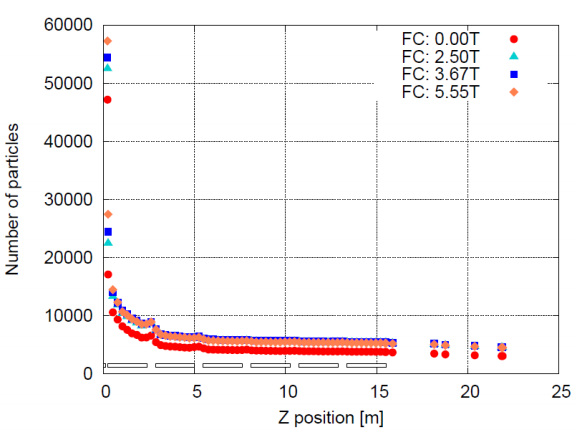 60000
50000
40000
30000
20000
10000
0
Number of particles
FC: 0.00T
FC: 2.50T
FC: 3.67T
FC: 5.55T
0 5 10 15 20 25
Z position [m]